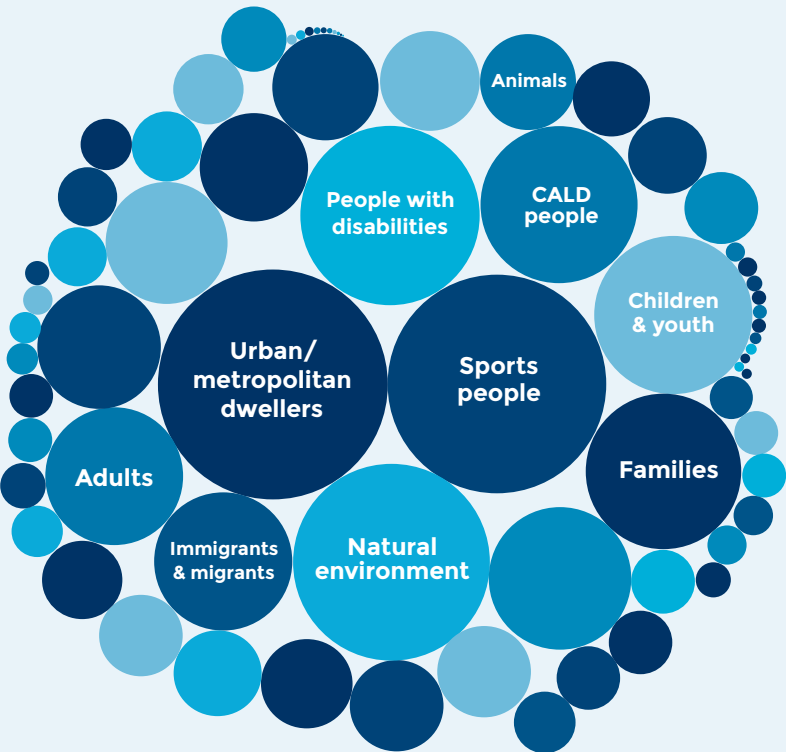 Animals
People with
disabilities
CALD
people
Children
& youth
Urban/
metropolitan
dwellers
Sports
people
Adults
Families
Immigrants
& migrants
Natural
environment